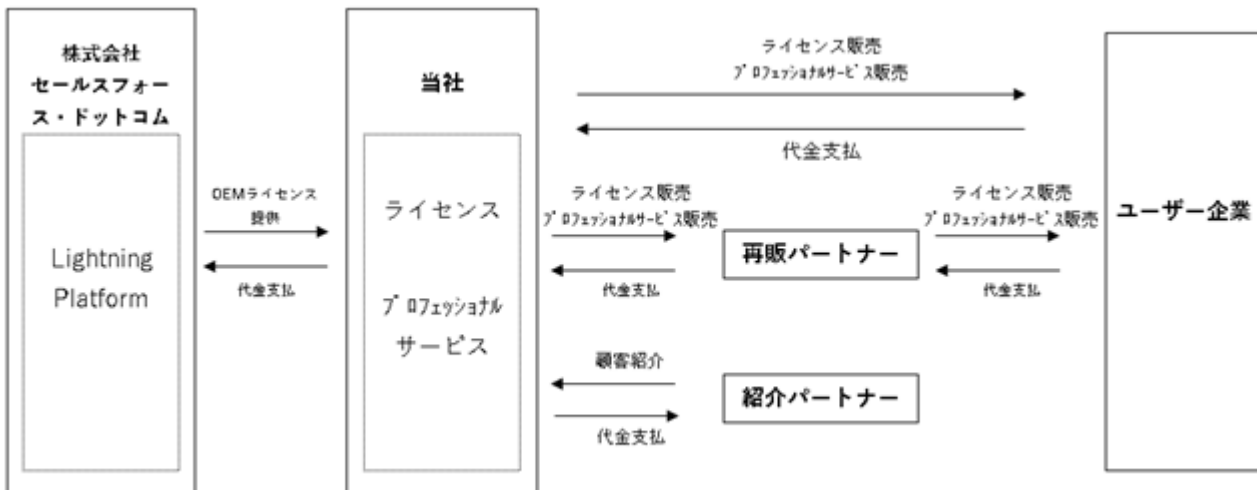 株式会社
セールスフォー
ス・ドットコム
Lightning
Platform
OEMライセンス
提供
代金支払
当社
ライセンス
ﾌﾟﾛﾌｪｯｼｮﾅﾙ
サービス
ライセンス販売
ﾌﾟﾛﾌｪｯｼｮﾅﾙｻｰﾋﾞｽ販売
代金支払
ライセンス販売
ﾌﾟﾛﾌｪｯｼｮﾅﾙｻｰﾋﾞｽ販売
代金支払
再販パートナー
ライセンス販売
ﾌﾟﾛﾌｪｯｼｮﾅﾙｻｰﾋﾞｽ販売
代金支払
顧客紹介
代金支払
紹介パートナー
ユーザー企業